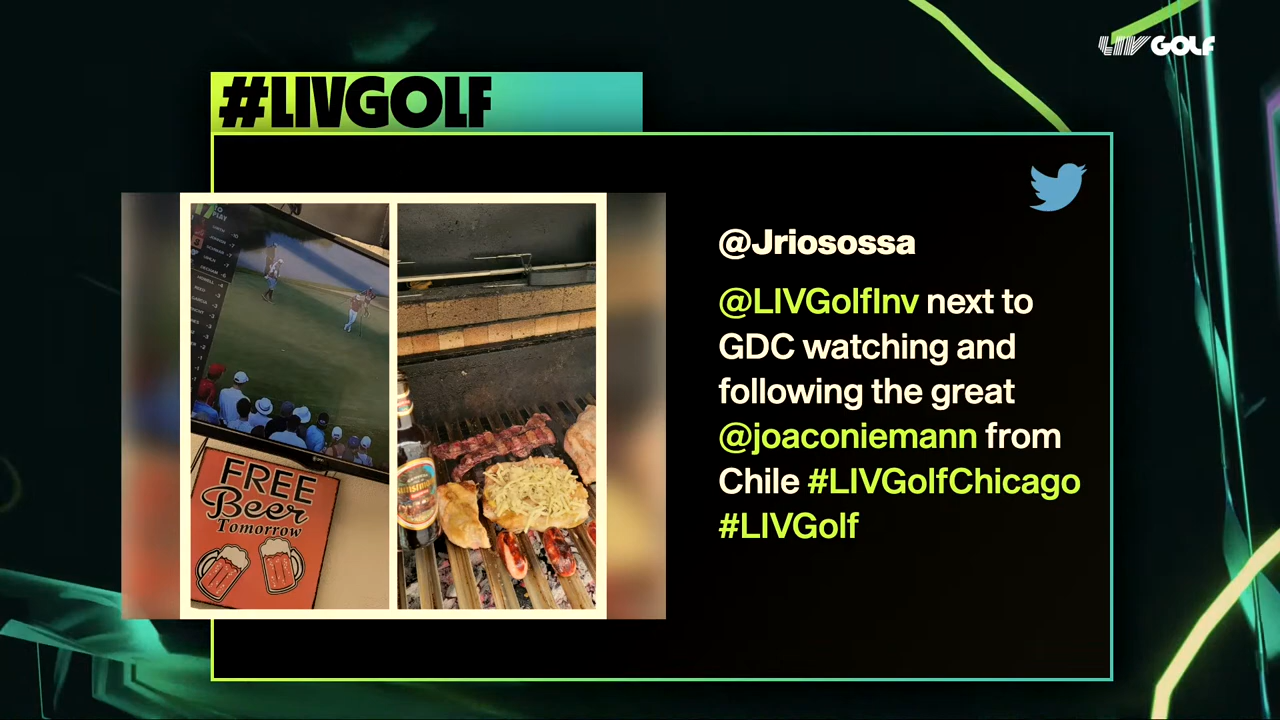 LIV GOLF
#LIVGOLF
@Jriosossa
@LIVGolfInv next to
GDC watching and
following the great
@joaconiemann from
Chile #LIVGolfChicago
#LIVGolf
FREE
Beer
Tomorrow